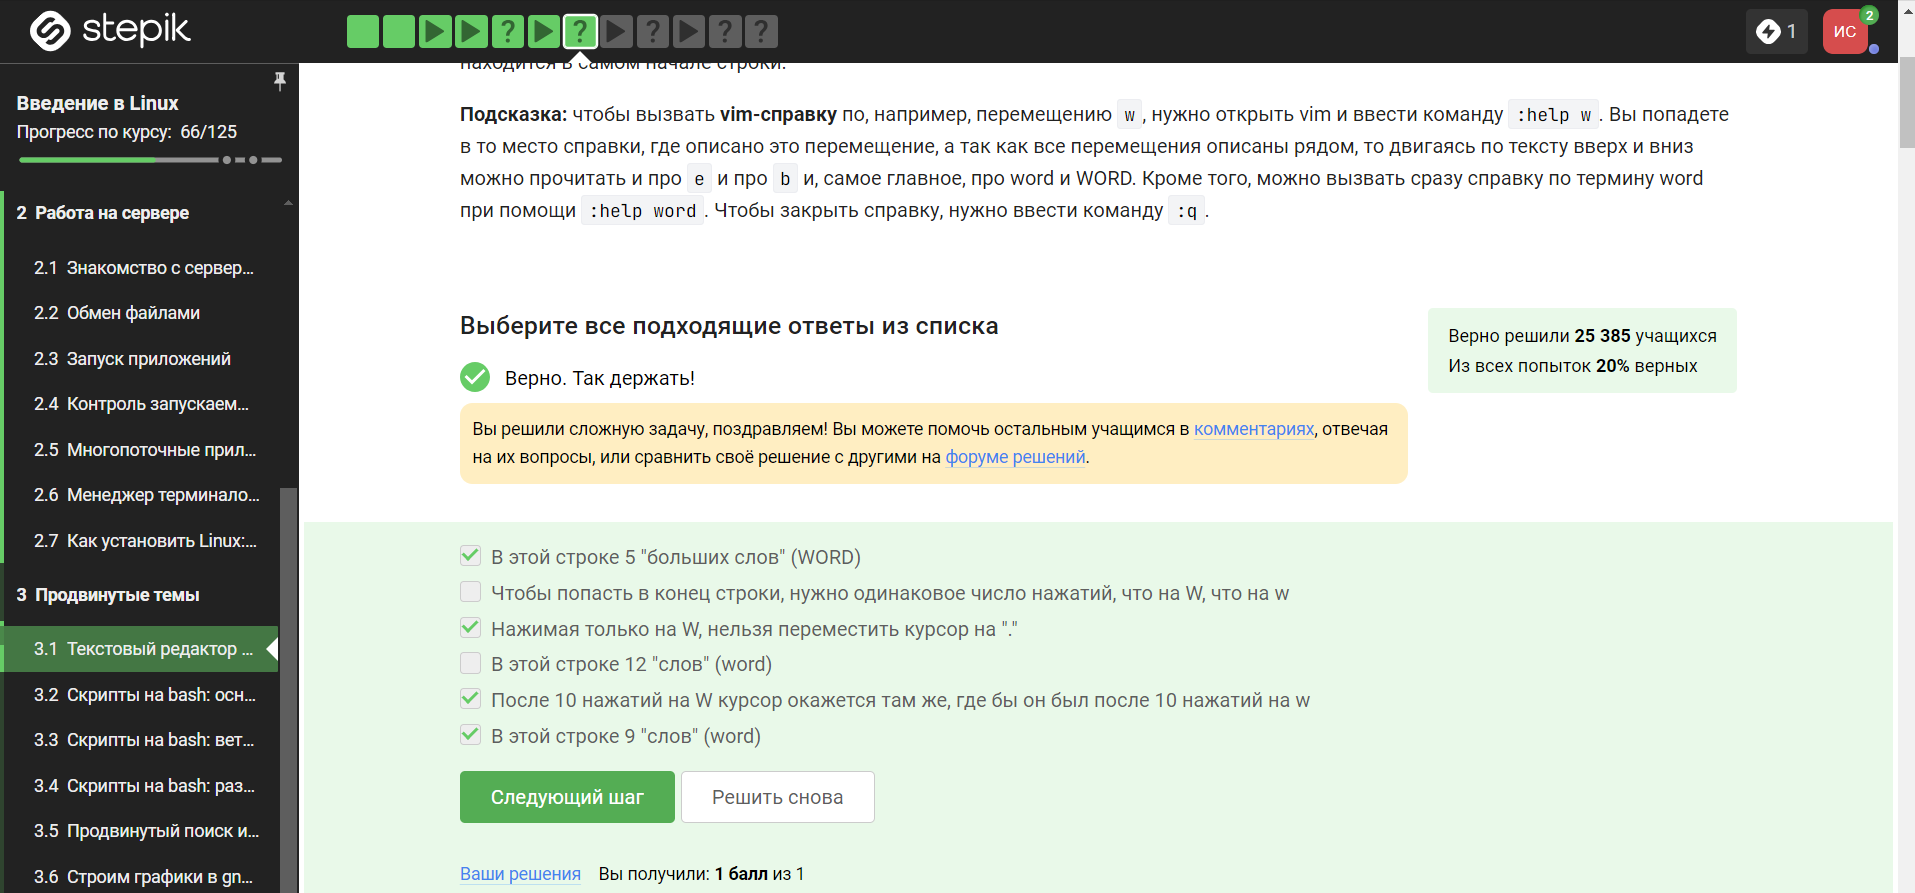 stepik
? ? ? ? ?
1
ИС
2
Введение в Linux
Прогресс по курсу: 66/125
2 Работа на сервере
2.1 Знакомство с сервер...
2.2 Обмен файлами
2.3 Запуск приложений
2.4 Контроль запускаем...
2.5 Многопоточные прил...
2.6 Менеджер терминало...
2.7 Как установить Linux:...
3 Продвинутые темы
3.1 Текстовый редактор ...
3.2 Скрипты на bash: осн...
3.3 Скрипты на bash: вет...
3.4 Скрипты на bash: раз...
3.5 Продвинутый поиск и...
3.6 Строим графики в gn...
находится в самом начале строки.
Подсказка: чтобы вызвать vim-справку по, например, перемещению w, нужно открыть vim и ввести команду :help w. Вы попадете
в то место справки, где описано это перемещение, а так как все перемещения описаны рядом, то двигаясь по тексту вверх и вниз
можно прочитать и про e и про b и, самое главное, про word и WORD. Кроме того, можно вызвать сразу справку по термину word
при помощи :help word. Чтобы закрыть справку, нужно ввести команду :q.
Выберите все подходящие ответы из списка
Верно решили 25 385 учащихся
Из всех попыток 20% верных
Верно. Так держать!
Вы решили сложную задачу, поздравляем! Вы можете помочь остальным учащимся в комментариях, отвечая
на их вопросы, или сравнить своё решение с другими на форуме решений.
В этой строке 5 "больших слов" (WORD)
Чтобы попасть в конец строки, нужно одинаковое число нажатий, что на W, что на w
Нажимая только на W, нельзя переместить курсор на "."
В этой строке 12 "слов" (word)
После 10 нажатий на W курсор окажется там же, где бы он был после 10 нажатий на w
В этой строке 9 "слов" (word)
Следующий шаг
Решить снова
Ваши решения Вы получили: 1 балл из 1